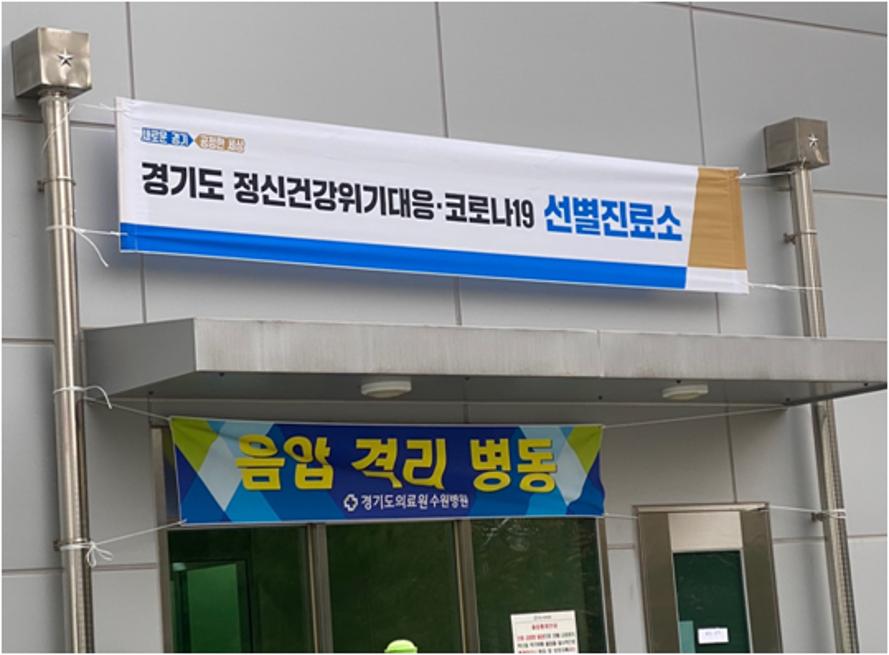 새로운 경기 공정한 세상
경기도 정신건강위기대응·코로나19 선별진료소
음압 격리 병동
경기도의료원 수원병원